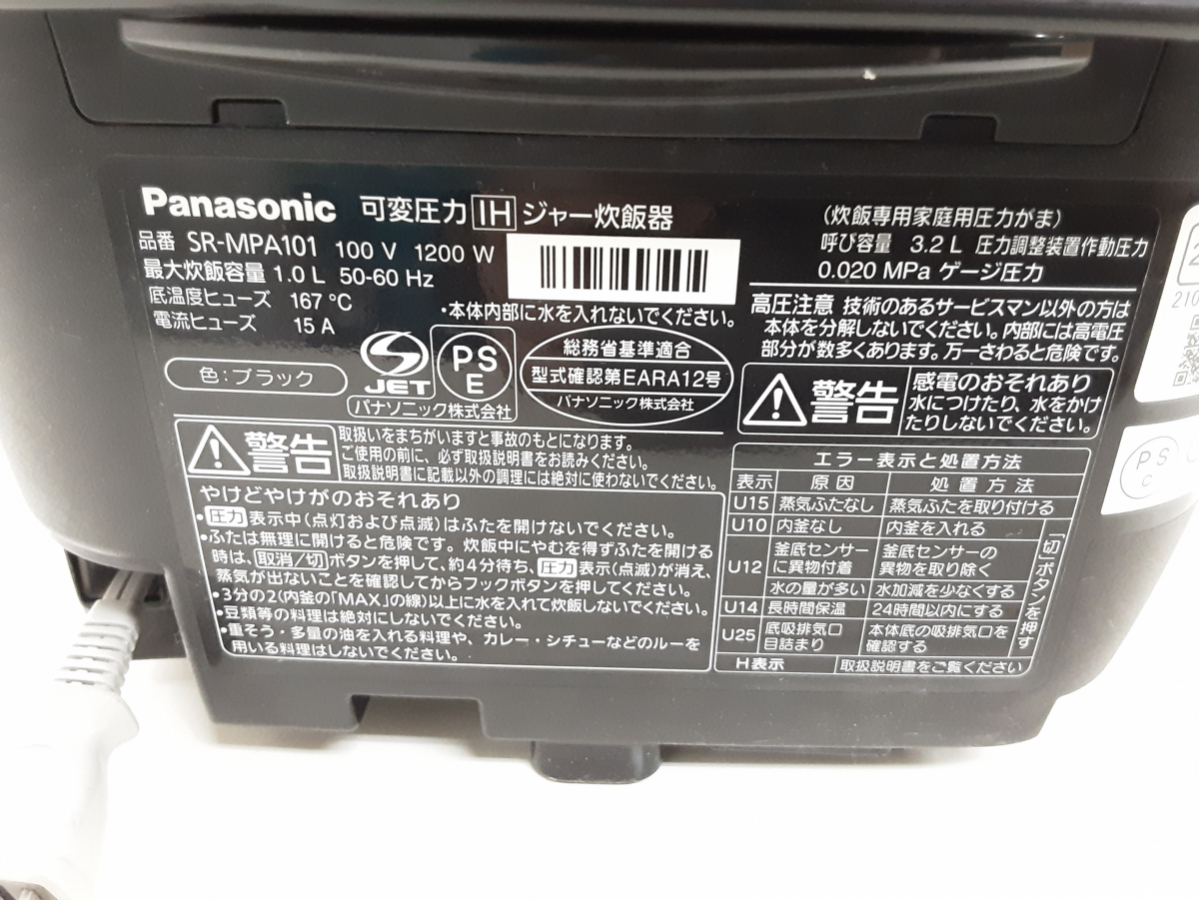 Panasonic 可変圧力 IH ジャー炊飯器
品番 SR-MPA101 100 V 1200 W
最大炊飯容量 1.0 L 50-60 Hz
底温度ヒューズ 167 ℃
電流ヒューズ 15 A
・本体内部に水を入れないでください。
色：ブラック
JET
PS
E
パナソニック株式会社
総務省基準適合
型式確認第EARA12号
パナソニック株式会社
(炊飯専用家庭用圧力がま)
呼び容量 3.2 L 圧力調整装置作動圧力
0.020 MPa ゲージ圧力
高圧注意 技術のあるサービスマン以外の方は
本体を分解しないでください。内部には高電圧
部分が数多くあります。万一さわると危険です。
警告
感電のおそれあり
水につけたり、水をかけ
たりしないでください。
警告
取扱いをまちがいますと事故のもとになります。
ご使用の前に、必ず取扱説明書をお読みください。
取扱説明書に記載以外の調理には絶対に使わないでください。
やけどやけがのおそれあり
・圧力表示中(点灯および点滅)はふたを開けないでください。
・ふたは無理に開けると危険です。炊飯中にやむを得ずふたを開ける
時は、取消/切ボタンを押して、約4分待ち、圧力表示(点滅)が消え、
蒸気が出ないことを確認してからフックボタンを押してください。
・3分の2(内釜の「MAX」の線)以上に水を入れて炊飯しないでください。
・豆類等の料理は絶対にしないでください。
・重そう・多量の油を入れる料理や、カレー・シチューなどのルーを
用いる料理はしないでください。
エラー表示と処置方法
表示 原因 処置方法
U15 蒸気ふたなし 蒸気ふたを取り付ける
U10 内釜なし 内釜を入れる
U12 釜底センサーに異物付着 釜底センサーの異物を取り除く
水の量が多い 水加減を少なくする
U14 長時間保温 24時間以内にする
U25 底吸排気口目詰まり 本体底の吸排気口を確認する
「切」ボタンを押す
H表示 取扱説明書をご覧ください
PS
C